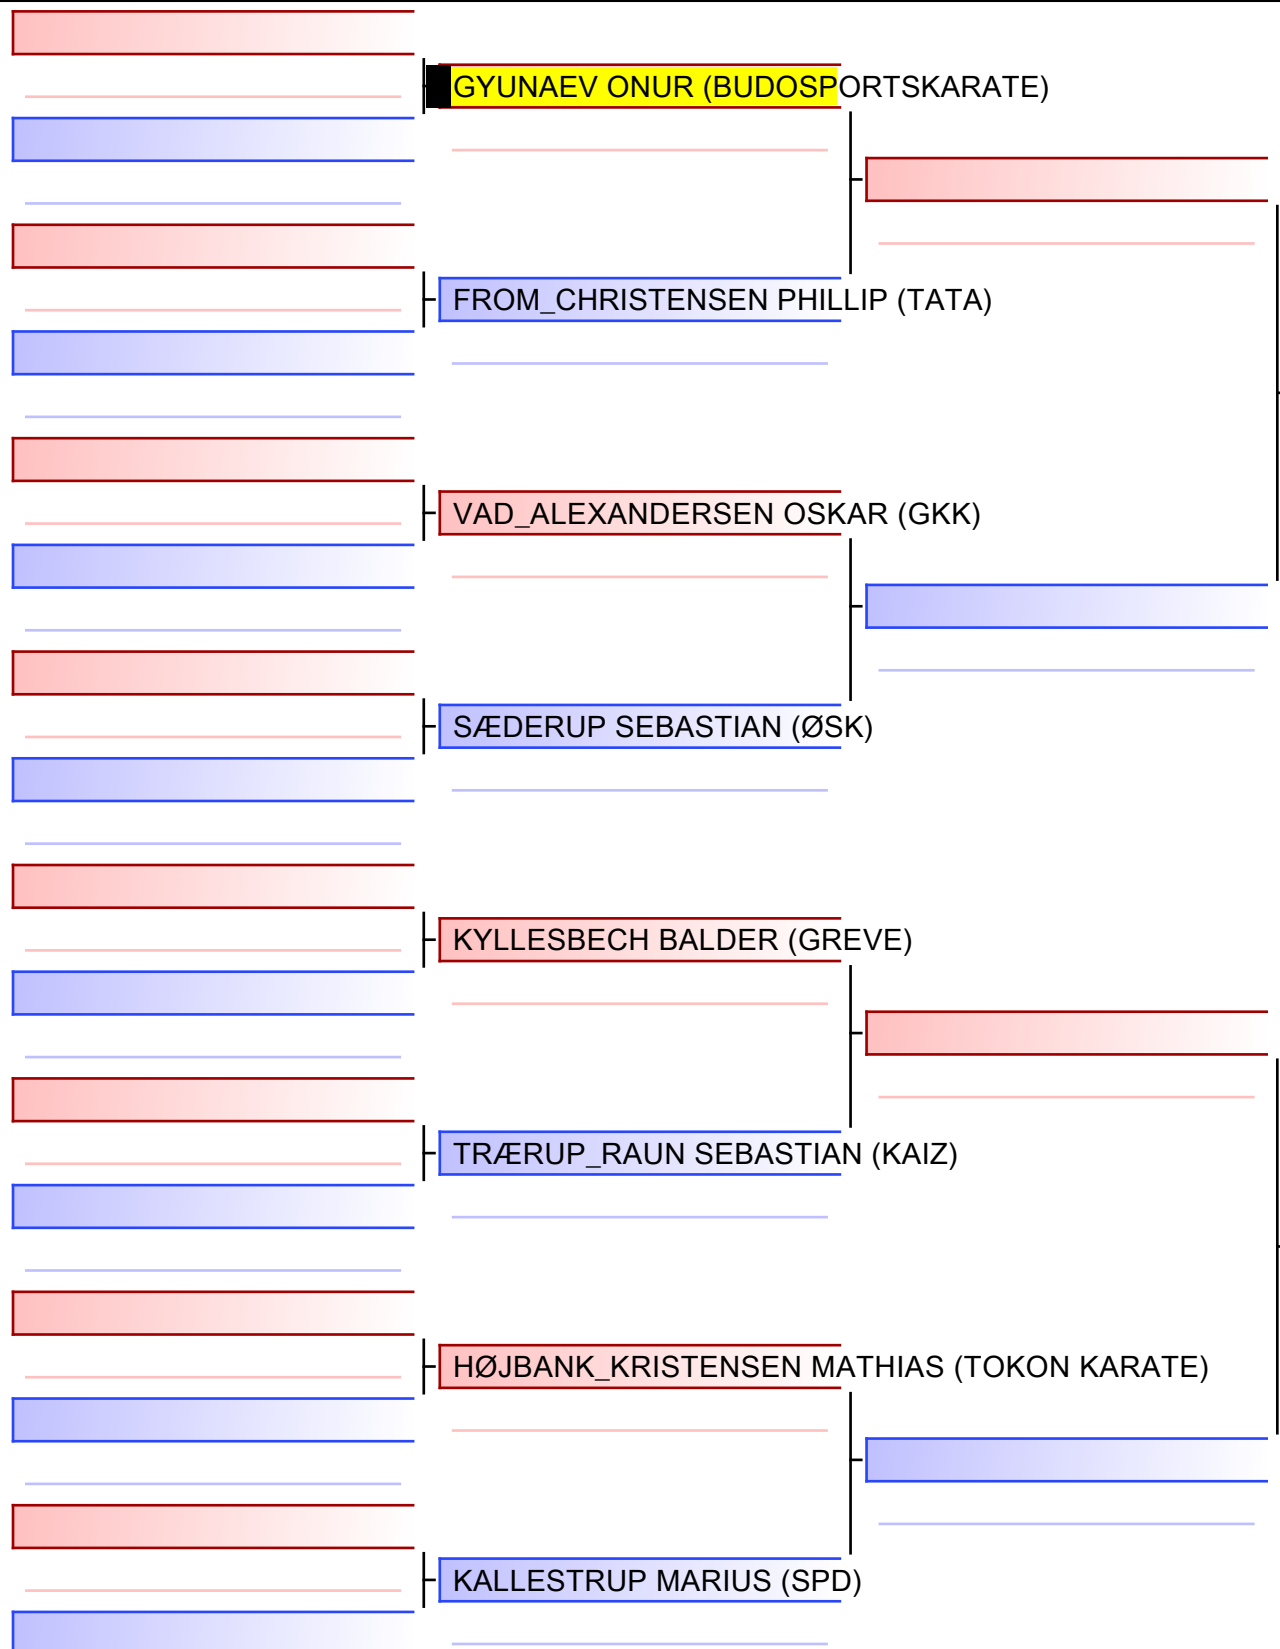 GYUNAEV ONUR (BUDOSPORTSKARATE)
FROM_CHRISTENSEN PHILLIP (TATA)
VAD_ALEXANDERSEN OSKAR (GKK)
SÆDERUP SEBASTIAN (ØSK)
KYLLESBECH BALDER (GREVE)
TRÆRUP_RAUN SEBASTIAN (KAIZ)
HØJBANK_KRISTENSEN MATHIAS (TOKON KARATE)
KALLESTRUP MARIUS (SPD)